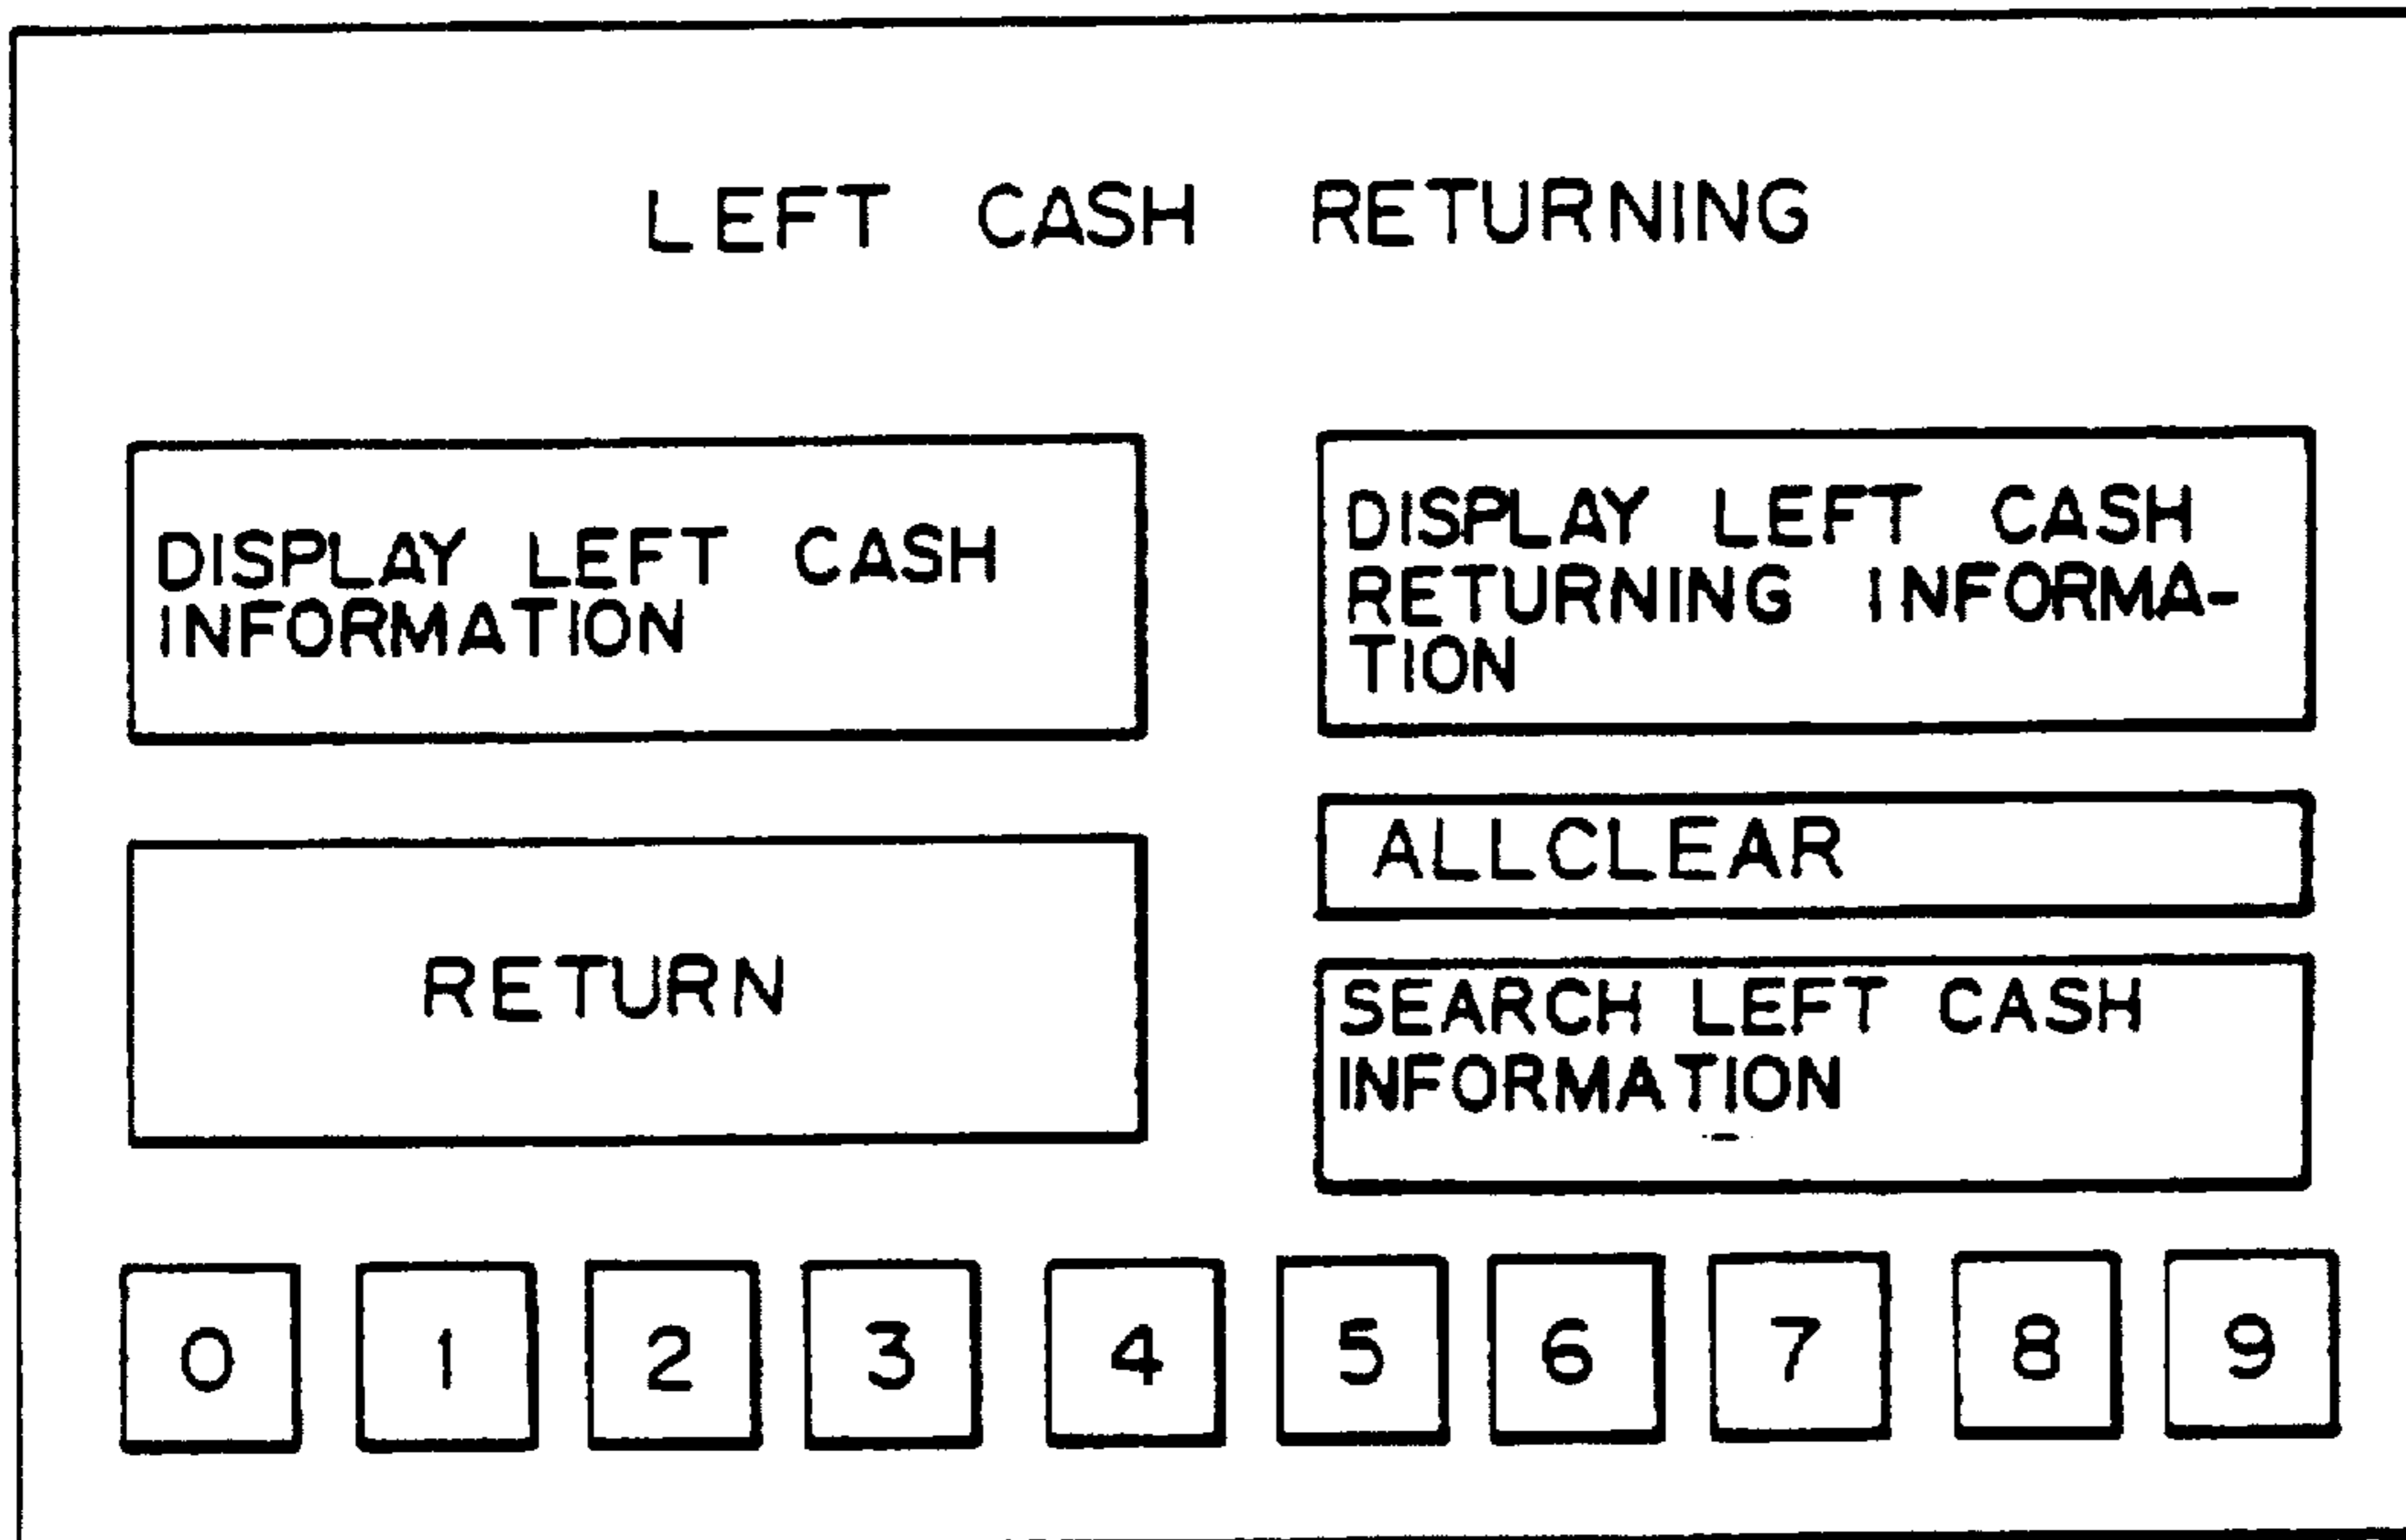 LEFT CASH RETURNING
DISPLAY LEFT CASH
INFORMATION
DISPLAY LEFT CASH
RETURNING INFORMA-
TION
RETURN
ALLCLEAR
SEARCH LEFT CASH
INFORMATION
0 1 2 3 4 5 6 7 8 9